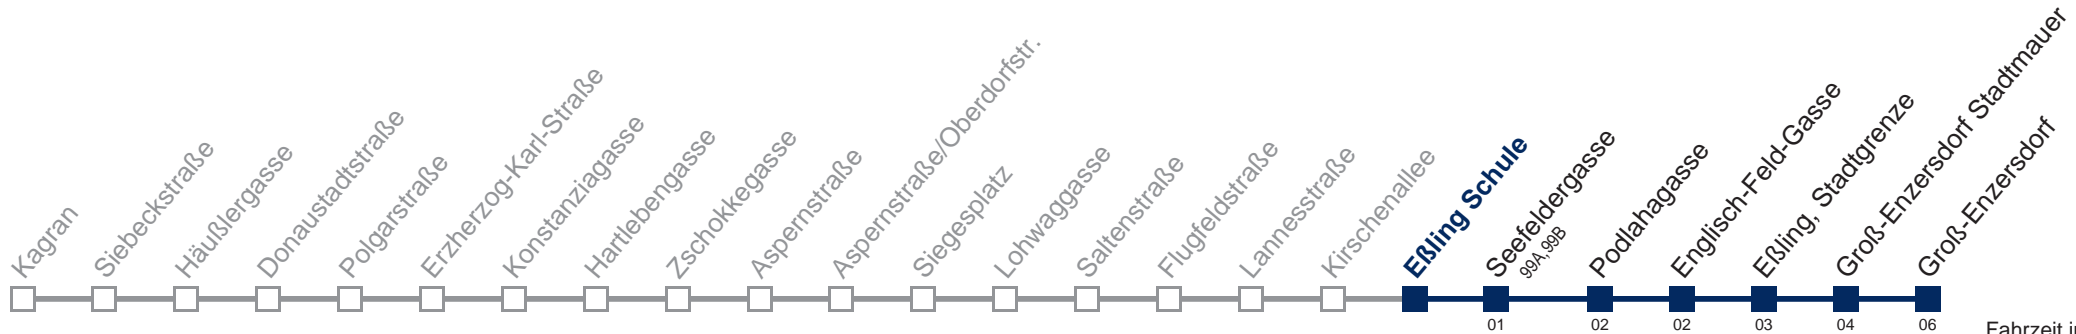 Kagran
Siebeckstraße
Häußlergasse
Donaustadtstraße
Polgarstraße
Erzherzog-Karl-Straße
Konstanziagasse
Hartlebengasse
Zschokkegasse
Aspernstraße
Aspernstraße/Oberdorfstr.
Siegesplatz
Lohwaggasse
Saltenstraße
Flugfeldstraße
Lannesstraße
Kirschenallee
Eßling Schule
Seefeldergasse
99A,99B
Podlahagasse
Englisch-Feld-Gasse
Eßling, Stadtgrenze
Groß-Enzersdorf Stadtmauer
Groß-Enzersdorf
01 02 02 03 04 06 Fahrzeit i